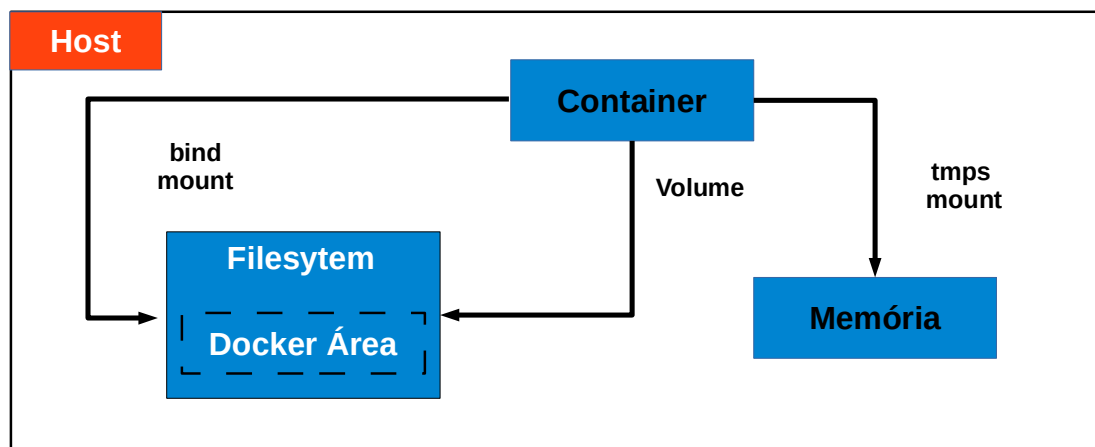 Host
Container
bind
mount
Volume
tmps
mount
Filesytem
Docker Área
Memória